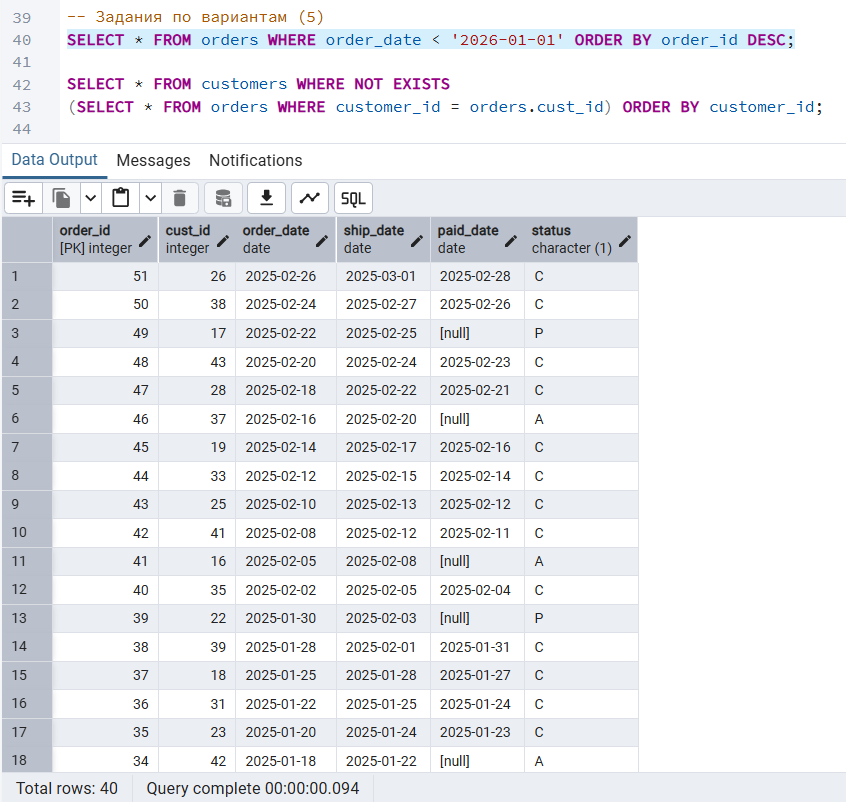 39 -- Задания по вариантам (5)
40 SELECT * FROM orders WHERE order_date < '2026-01-01' ORDER BY order_id DESC;
41
42 SELECT * FROM customers WHERE NOT EXISTS
43 (SELECT * FROM orders WHERE customer_id = orders.cust_id) ORDER BY customer_id;
44
Data Output Messages Notifications
SQL
order_id cust_id order_date ship_date paid_date status
[PK] integer integer date date date character (1)
1 51 26 2025-02-26 2025-03-01 2025-02-28 C
2 50 38 2025-02-24 2025-02-27 2025-02-26 C
3 49 17 2025-02-22 2025-02-25 [null] P
4 48 43 2025-02-20 2025-02-24 2025-02-23 C
5 47 28 2025-02-18 2025-02-22 2025-02-21 C
6 46 37 2025-02-16 2025-02-20 [null] A
7 45 19 2025-02-14 2025-02-17 2025-02-16 C
8 44 33 2025-02-12 2025-02-15 2025-02-14 C
9 43 25 2025-02-10 2025-02-13 2025-02-12 C
10 42 41 2025-02-08 2025-02-12 2025-02-11 C
11 41 16 2025-02-05 2025-02-08 [null] A
12 40 35 2025-02-02 2025-02-05 2025-02-04 C
13 39 22 2025-01-30 2025-02-03 [null] P
14 38 39 2025-01-28 2025-02-01 2025-01-31 C
15 37 18 2025-01-25 2025-01-28 2025-01-27 C
16 36 31 2025-01-22 2025-01-25 2025-01-24 C
17 35 23 2025-01-20 2025-01-24 2025-01-23 C
18 34 42 2025-01-18 2025-01-22 [null] A
Total rows: 40 Query complete 00:00:00.094